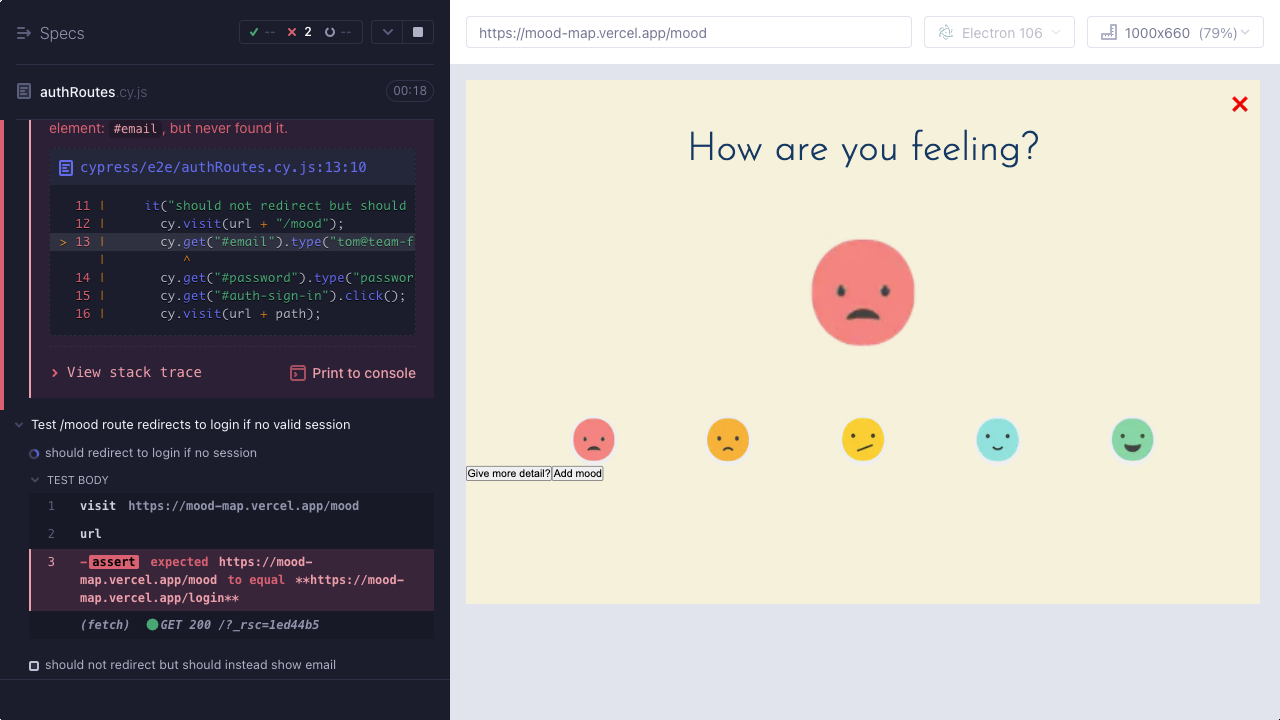 Specs
-- 2 --
authRoutes.cy.js 00:18
element: #email , but never found it.
cypress/e2e/authRoutes.cy.js:13:10
11 | it("should not redirect but should
12 | cy.visit(url + "/mood");
> 13 | cy.get("#email").type("tom@team-f
| ^
14 | cy.get("#password").type("passwor
15 | cy.get("#auth-sign-in").click();
16 | cy.visit(url + path);
> View stack trace Print to console
Test /mood route redirects to login if no valid session
should redirect to login if no session
TEST BODY
1 visit https://mood-map.vercel.app/mood
2 url
3 -assert expected https://mood-
map.vercel.app/mood to equal **https://mood-
map.vercel.app/login**
(fetch) GET 200 /?_rsc=1ed44b5
should not redirect but should instead show email
https://mood-map.vercel.app/mood Electron 106 1000x660 (79%)
How are you feeling?
Give more detail? Add mood